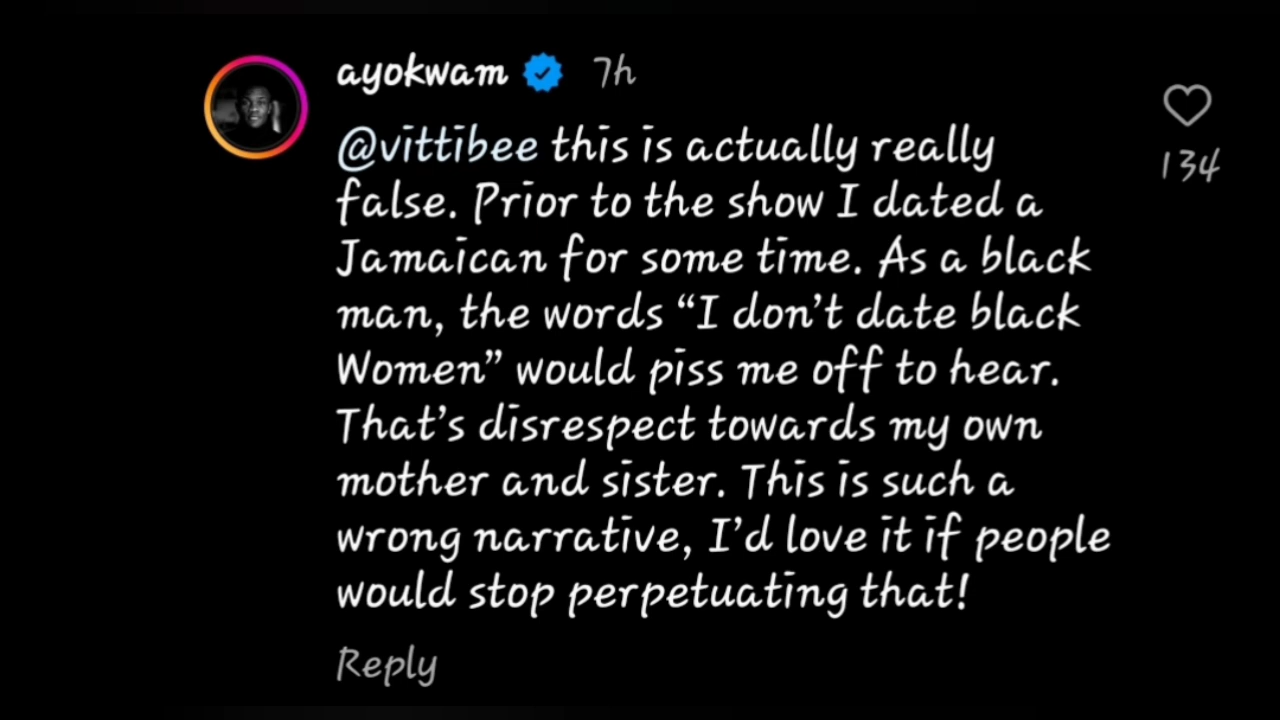 ayokwam 7h
@vittibee this is actually really
false. Prior to the show I dated a
Jamaican for some time. As a black
man, the words “I don’t date black
Women” would piss me off to hear.
That’s disrespect towards my own
mother and sister. This is such a
wrong narrative, I’d love it if people
would stop perpetuating that!
Reply
134